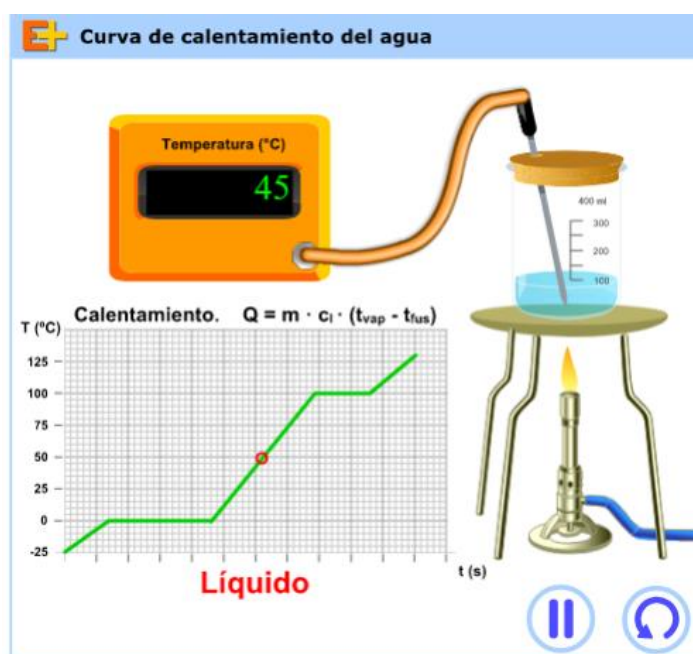 E+ Curva de calentamiento del agua
Temperatura (°C)
45
400 ml
300
200
100
Calentamiento. Q = m · cl · (tvap - tfus)
T (ºC)
125
100
75
50
25
0
-25
t (s)
Líquido